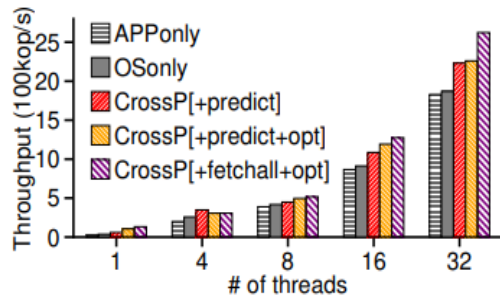 Throughput (100kop/s)
25
20
15
10
5
0
APPonly
OSonly
CrossP[+predict]
CrossP[+predict+opt]
CrossP[+fetchall+opt]
1 4 8 16 32
# of threads